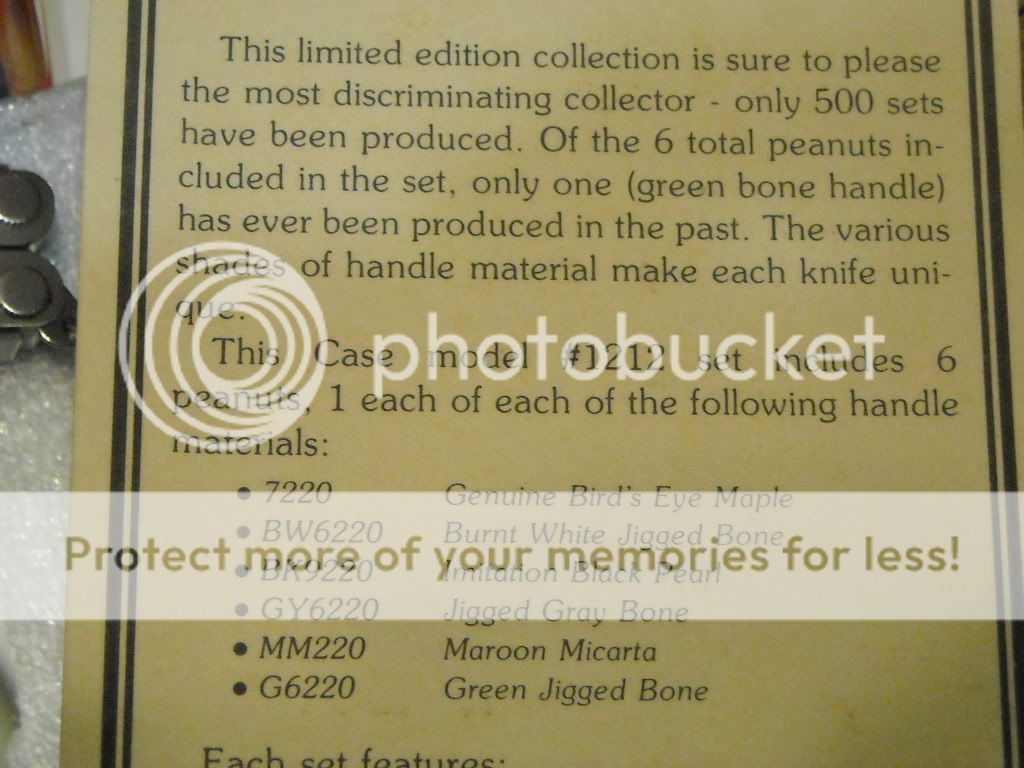 This limited edition collection is sure to please
the most discriminating collector - only 500 sets
have been produced. Of the 6 total peanuts in-
cluded in the set, only one (green bone handle)
has ever been produced in the past. The various
shades of handle material make each knife uni-
que.
This Case model #1212 set includes 6
peanuts, 1 each of each of the following handle
materials:
• 7220 Genuine Bird's Eye Maple
• BW6220 Burnt White Jigged Bone
• BK9220 Imitation Black Pearl
• GY6220 Jigged Gray Bone
• MM220 Maroon Micarta
• G6220 Green Jigged Bone
Each set features:
photobucket
Protect more of your memories for less!